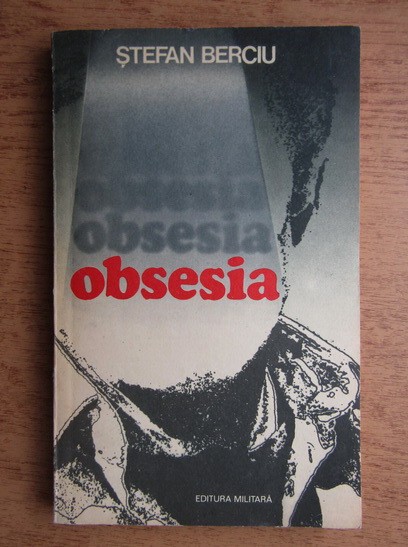 ȘTEFAN BERCIU
obsesia
obsesia
obsesia
EDITURA MILITARĂ